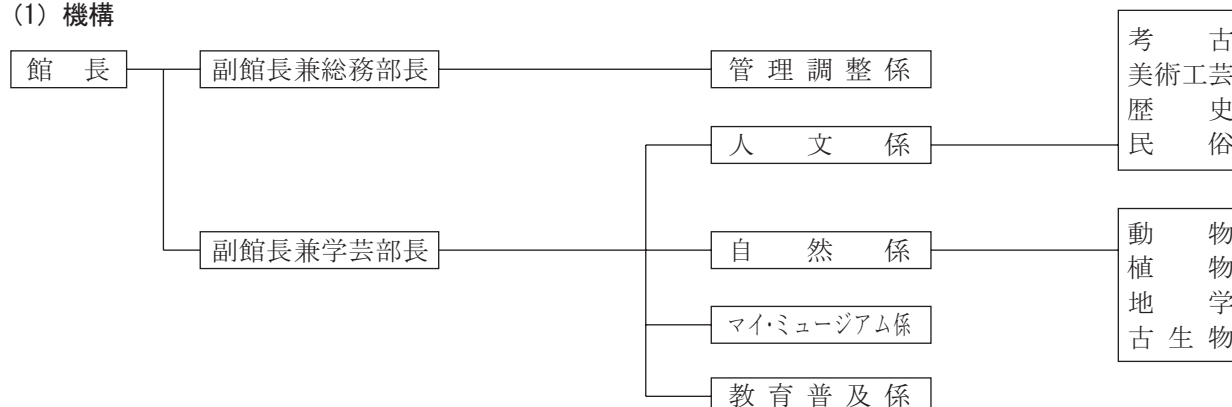 (1) 機構
館長
副館長兼総務部長
管理調整係
人文係
考古
美術工芸
歴史
民俗
副館長兼学芸部長
自然係
動物
植物
地学
古生物
マイ・ミュージアム係
教育普及係